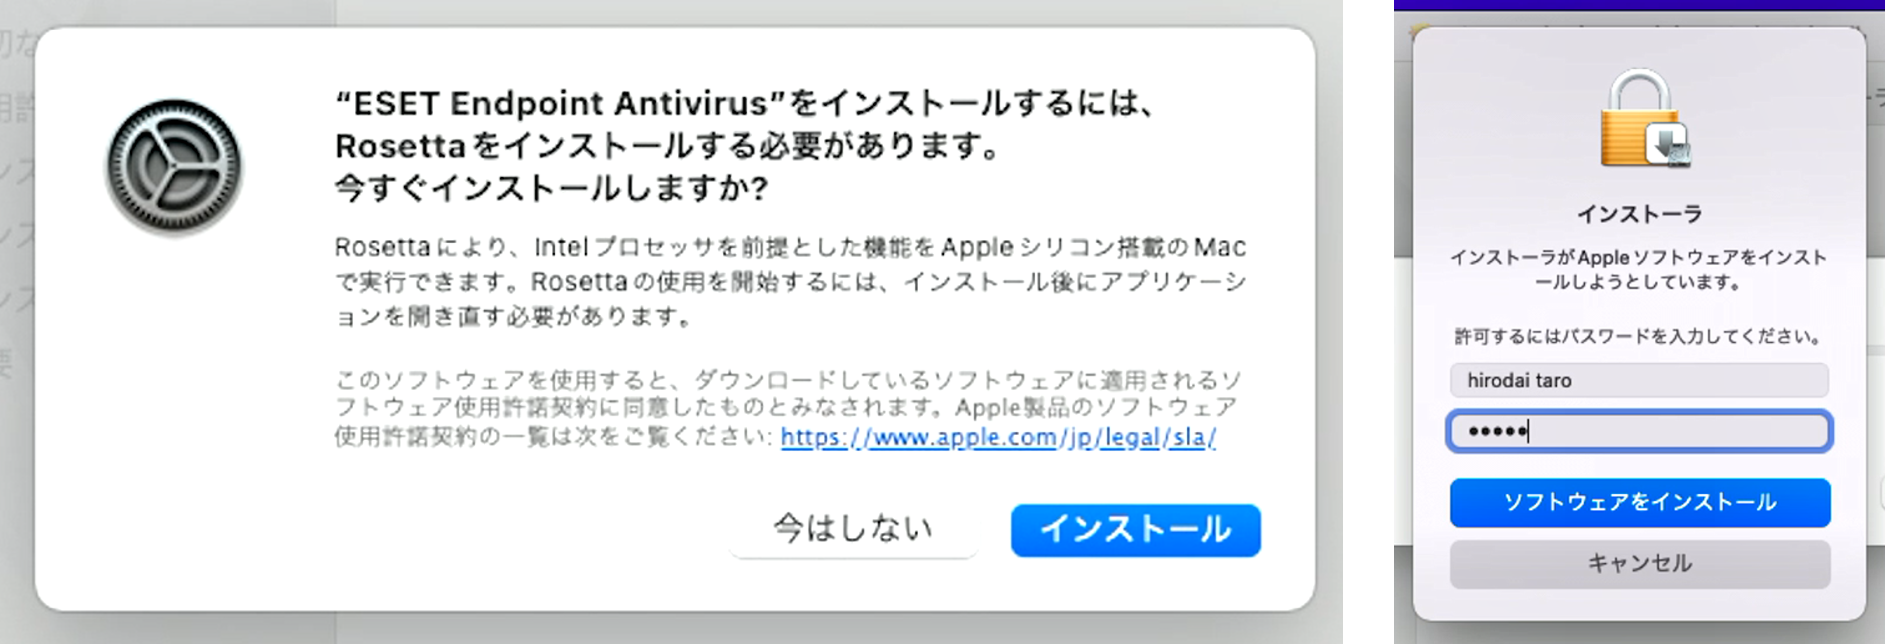 “ESET Endpoint Antivirus”をインストールするには、
Rosettaをインストールする必要があります。
今すぐインストールしますか?
Rosettaにより、Intelプロセッサを前提とした機能をAppleシリコン搭載のMac
で実行できます。Rosettaの使用を開始するには、インストール後にアプリケーシ
ョンを開き直す必要があります。
このソフトウェアを使用すると、ダウンロードしているソフトウェアに適用されるソ
フトウェア使用許諾契約に同意したものとみなされます。Apple製品のソフトウェア
使用許諾契約の一覧は次をご覧ください: https://www.apple.com/jp/legal/sla/
今はしない
インストール
インストーラ
インストーラがAppleソフトウェアをインスト
ールしようとしています。
許可するにはパスワードを入力してください。
hirodai taro
•••••
ソフトウェアをインストール
キャンセル